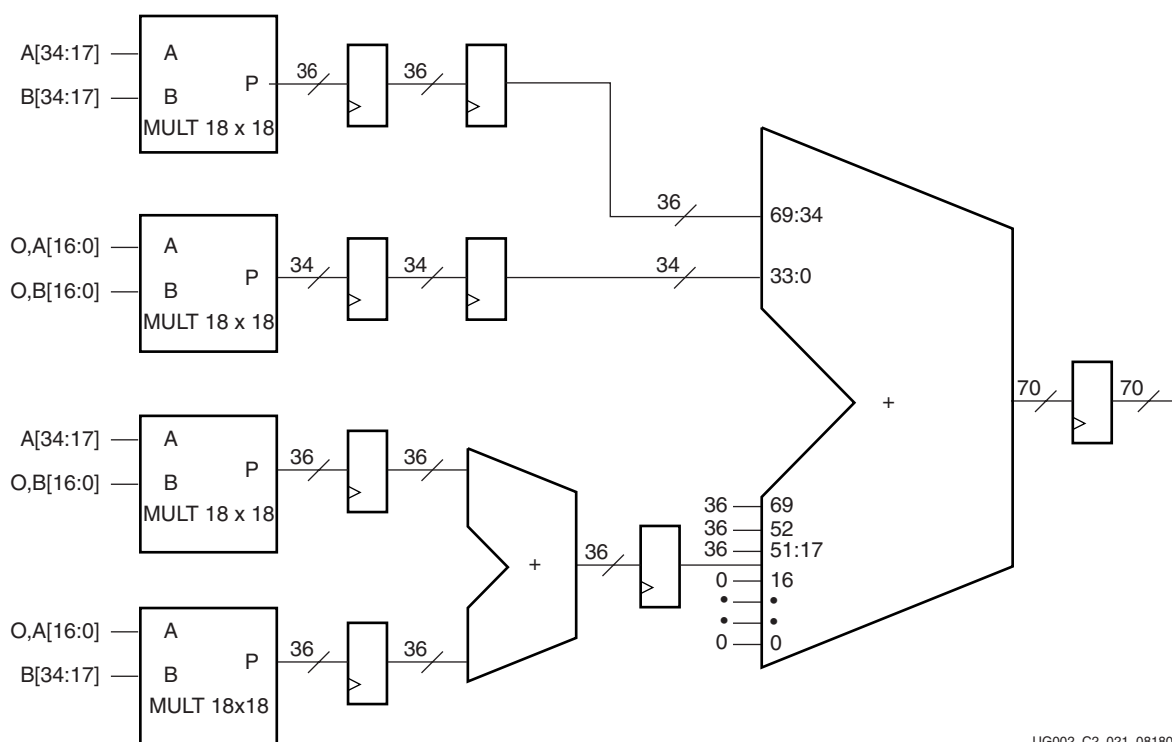 A[34:17]
B[34:17]
A
B
P
MULT 18 x 18
36
36
36
69:34
O,A[16:0]
O,B[16:0]
A
B
P
MULT 18 x 18
34
34
34
33:0
+
70
70
A[34:17]
O,B[16:0]
A
B
P
MULT 18 x 18
36
36
+
36
36 69
36 52
36 51:17
0 16
• •
• •
0 0
O,A[16:0]
B[34:17]
A
B
P
MULT 18x18
36
36